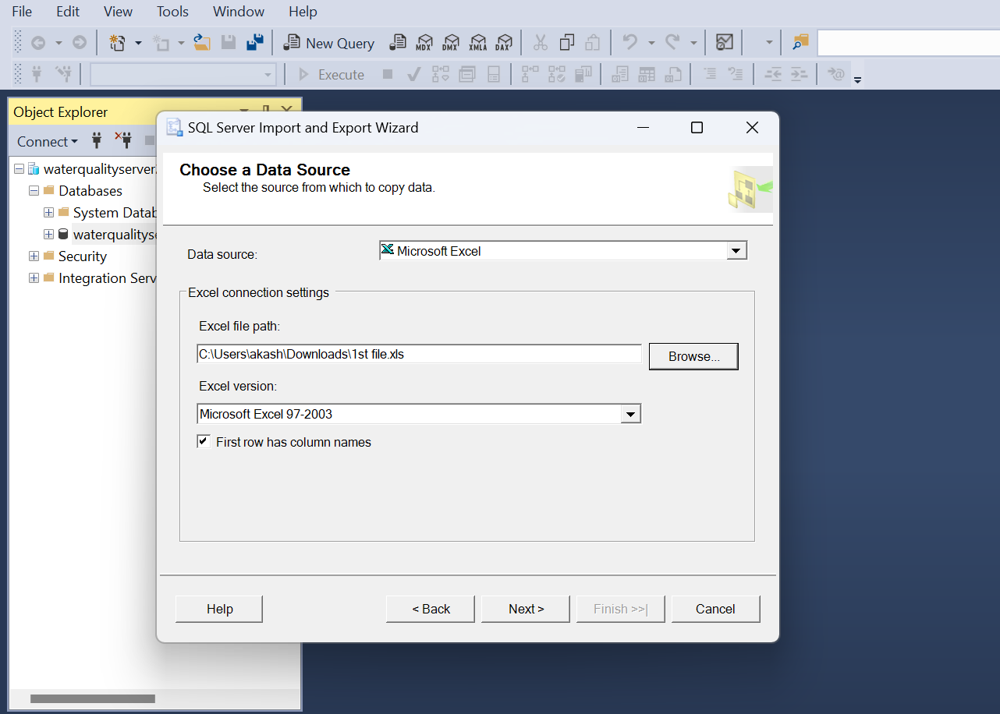 File Edit View Tools Window Help
New Query MDX DMX XMLA DAX
Execute
Object Explorer
Connect
waterqualityserver.
Databases
System Datab
waterqualityse
Security
Integration Serv
SQL Server Import and Export Wizard
Choose a Data Source
Select the source from which to copy data.
Data source: Microsoft Excel
Excel connection settings
Excel file path:
C:\Users\akash\Downloads\1st file.xls Browse...
Excel version:
Microsoft Excel 97-2003
First row has column names
Help < Back Next > Finish >>| Cancel